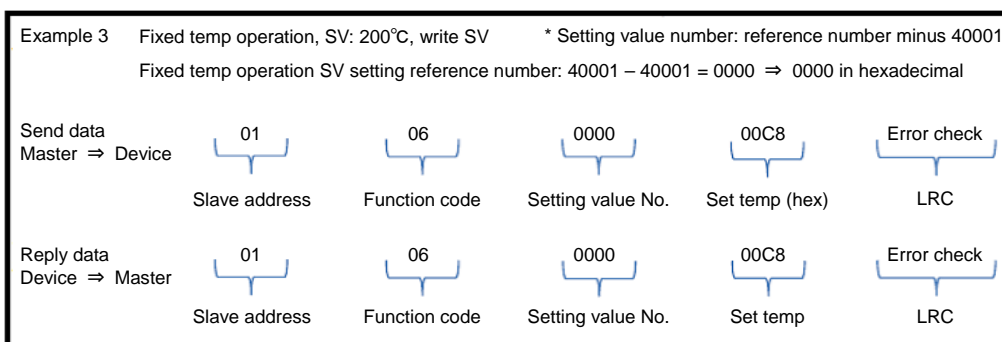 Example 3 Fixed temp operation, SV: 200℃, write SV * Setting value number: reference number minus 40001
Fixed temp operation SV setting reference number: 40001 – 40001 = 0000 ⇒ 0000 in hexadecimal
Send data
Master ⇒ Device
01 06 0000 00C8 Error check
Slave address Function code Setting value No. Set temp (hex) LRC
Reply data
Device ⇒ Master
01 06 0000 00C8 Error check
Slave address Function code Setting value No. Set temp LRC